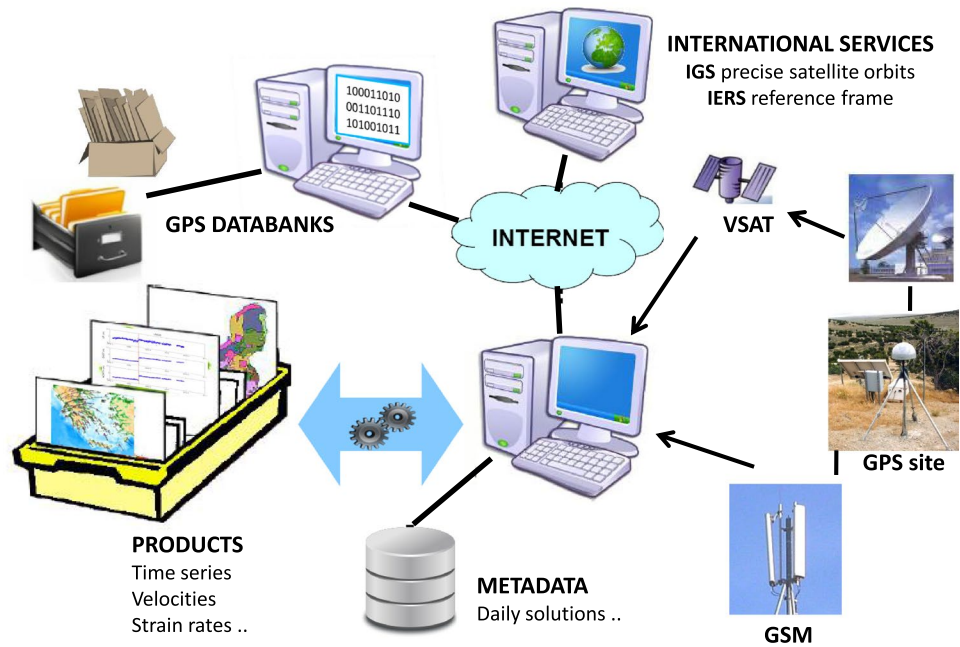 INTERNATIONAL SERVICES
IGS precise satellite orbits
IERS reference frame
100011010
001101110
101001011
GPS DATABANKS
INTERNET
VSAT
GPS site
PRODUCTS
Time series
Velocities
Strain rates ..
METADATA
Daily solutions ..
GSM